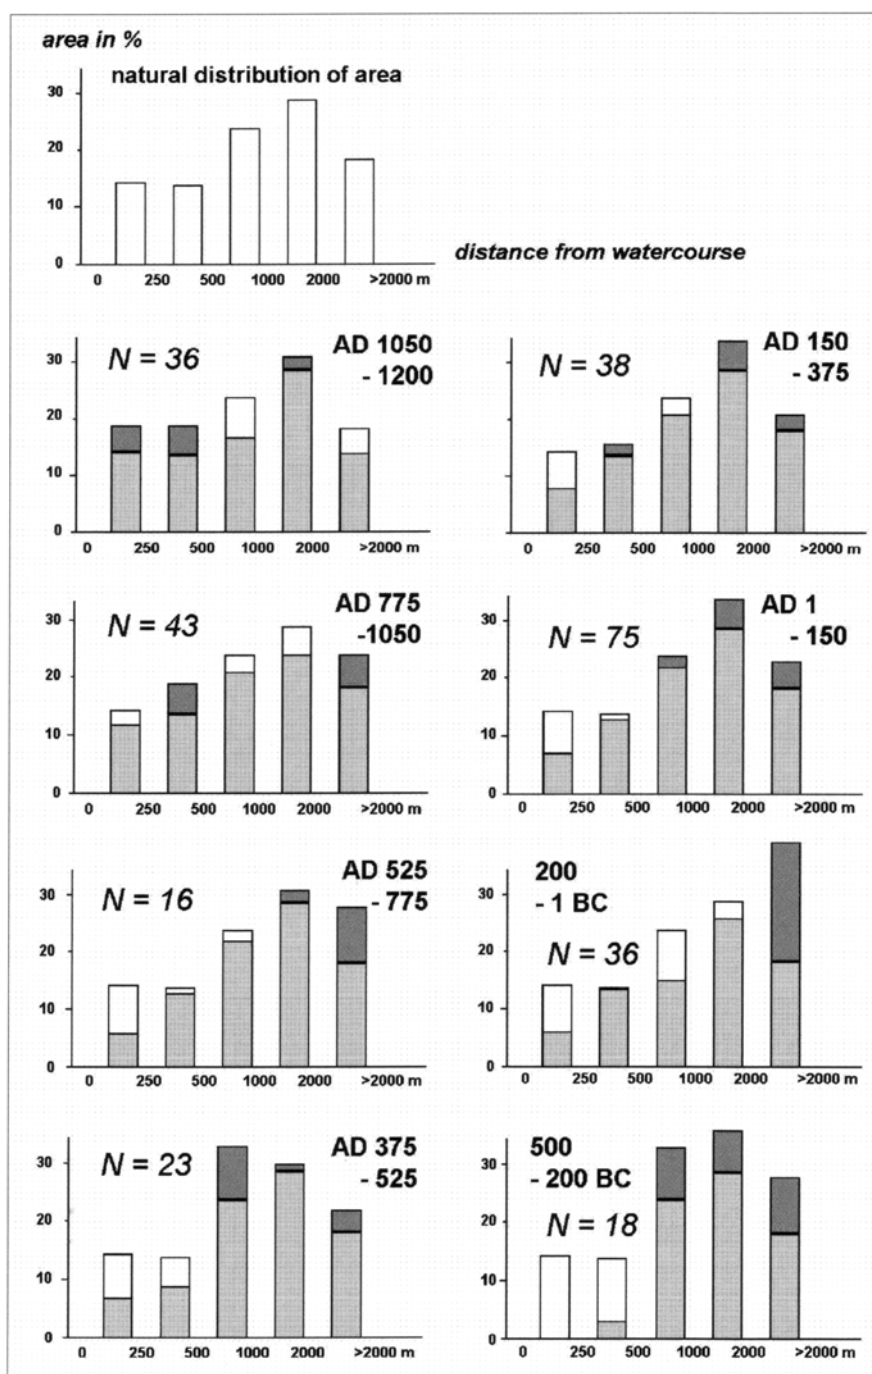 area in %
natural distribution of area
30
20
10
0
0 250 500 1000 2000 >2000 m
distance from watercourse
N = 36
AD 1050
- 1200
30
20
10
0
0 250 500 1000 2000 >2000 m
N = 38
AD 150
- 375
0 250 500 1000 2000 >2000 m
N = 43
AD 775
-1050
30
20
10
0
0 250 500 1000 2000 >2000 m
N = 75
AD 1
- 150
30
20
10
0
0 250 500 1000 2000 >2000 m
N = 16
AD 525
- 775
30
20
10
0
0 250 500 1000 2000 >2000 m
200
- 1 BC
N = 36
30
20
10
0
0 250 500 1000 2000 >2000 m
N = 23
AD 375
- 525
30
20
10
0
0 250 500 1000 2000 >2000 m
500
- 200 BC
N = 18
30
20
10
0
0 250 500 1000 2000 >2000 m